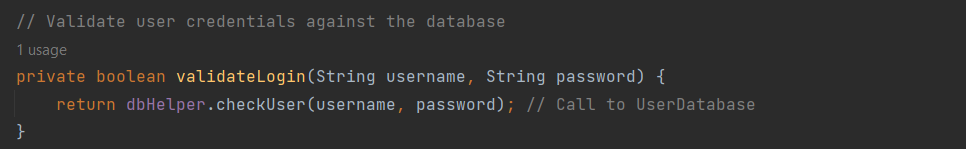 // Validate user credentials against the database
1 usage
private boolean validateLogin(String username, String password) {
    return dbHelper.checkUser(username, password); // Call to UserDatabase
}